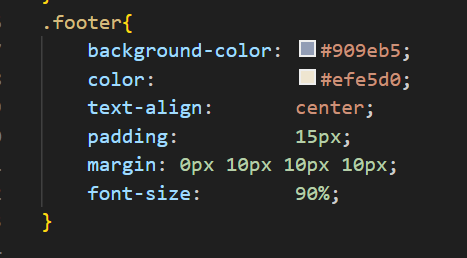 .footer{
    background-color: #909eb5;
    color:            #efe5d0;
    text-align:       center;
    padding:          15px;
    margin: 0px 10px 10px 10px;
    font-size:        90%;
}